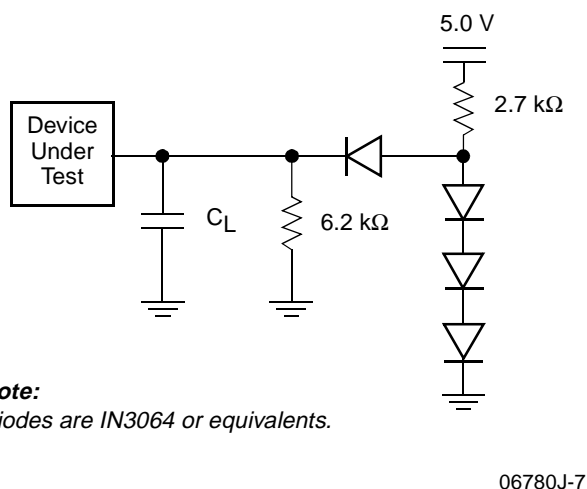 5.0 V
2.7 kΩ
Device
Under
Test
CL
6.2 kΩ
ote:
iodes are IN3064 or equivalents.
06780J-7